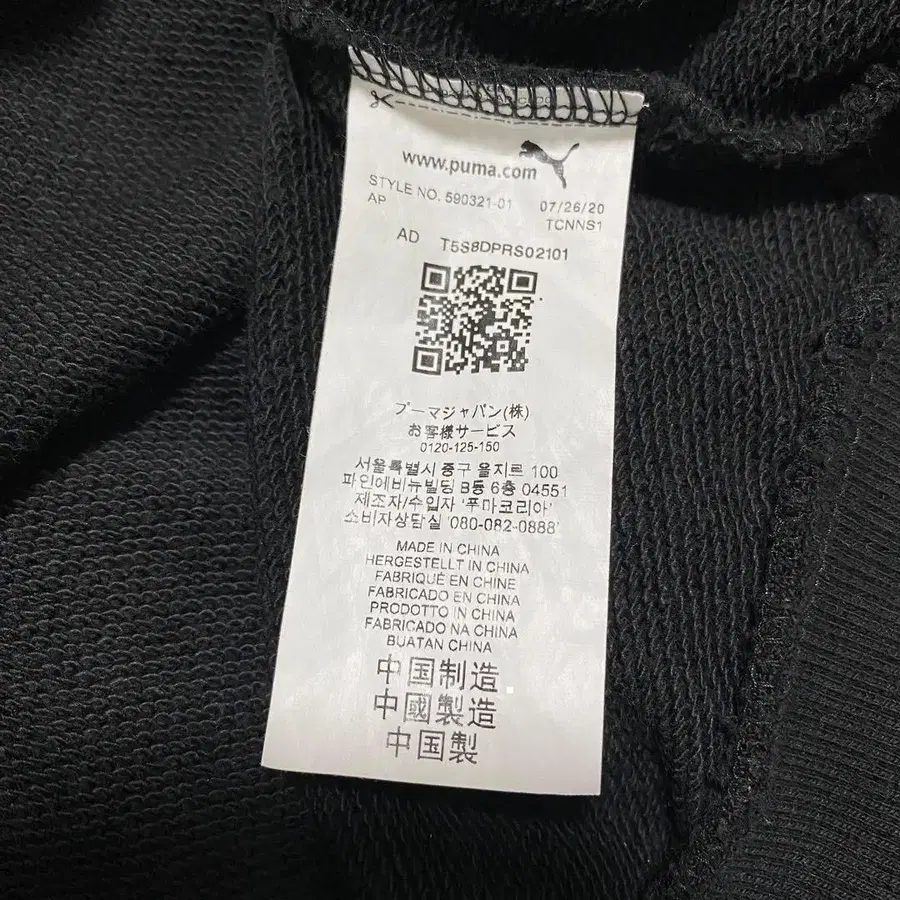 www.puma.com
STYLE NO. 590321-01 07/26/20
AP TCNNS1
AD T5S8DPRS02101
プーマジャパン(株)
お客様サービス
0120-125-150
서울특별시 중구 을지르 100
파인에비뉴빌딩 B동 6층 04551
제조자/수입자 '푸마코리아'
소비자상담실 '080-082-0888'
MADE IN CHINA
HERGESTELLT IN CHINA
FABRIQUÉ EN CHINE
FABRICADO EN CHINA
PRODOTTO IN CHINA
FABRICADO NA CHINA
BUATAN CHINA
中国制造
中國製造
中国製